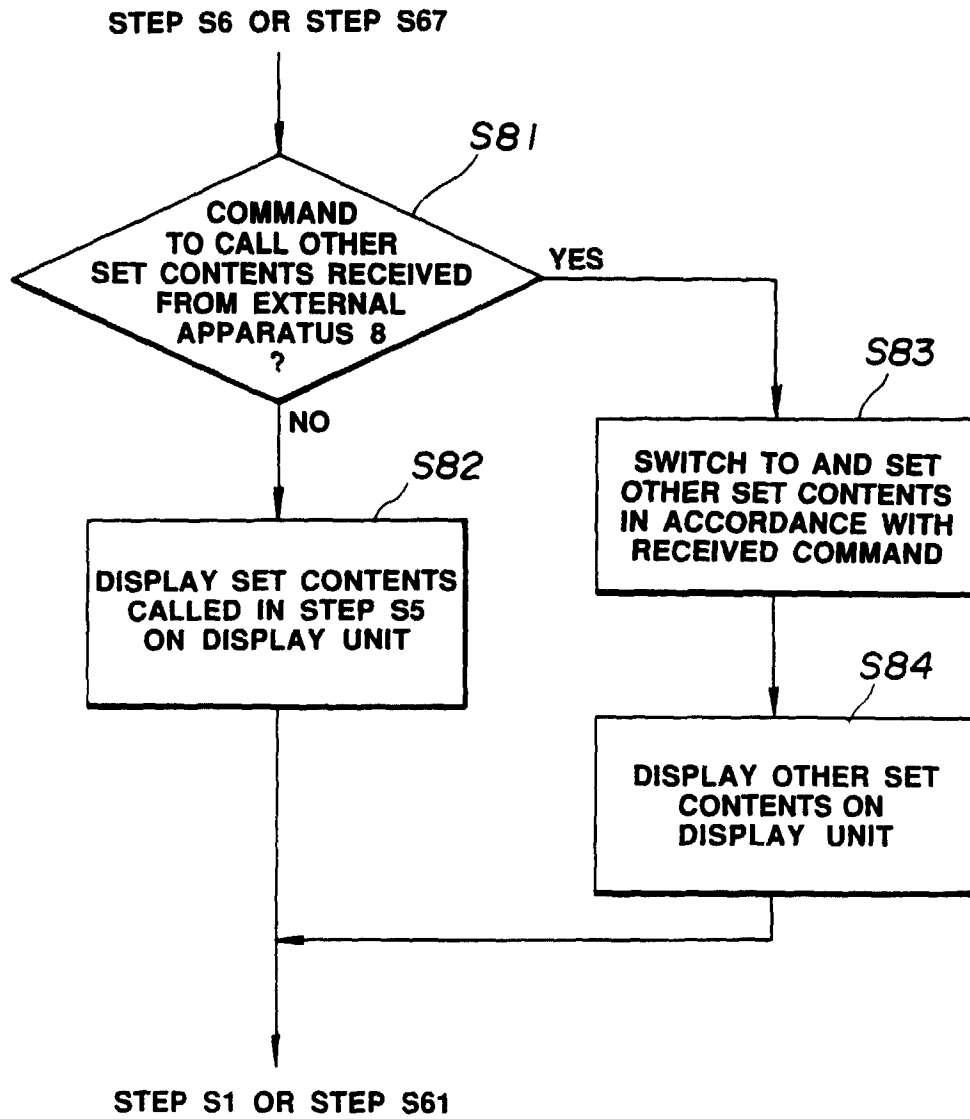 STEP S6 OR STEP S67
S81
COMMAND
TO CALL OTHER
SET CONTENTS RECEIVED
FROM EXTERNAL
APPARATUS 8
?
YES
NO
S83
SWITCH TO AND SET
OTHER SET CONTENTS
IN ACCORDANCE WITH
RECEIVED COMMAND
S82
DISPLAY SET CONTENTS
CALLED IN STEP S5
ON DISPLAY UNIT
S84
DISPLAY OTHER SET
CONTENTS ON
DISPLAY UNIT
STEP S1 OR STEP S61